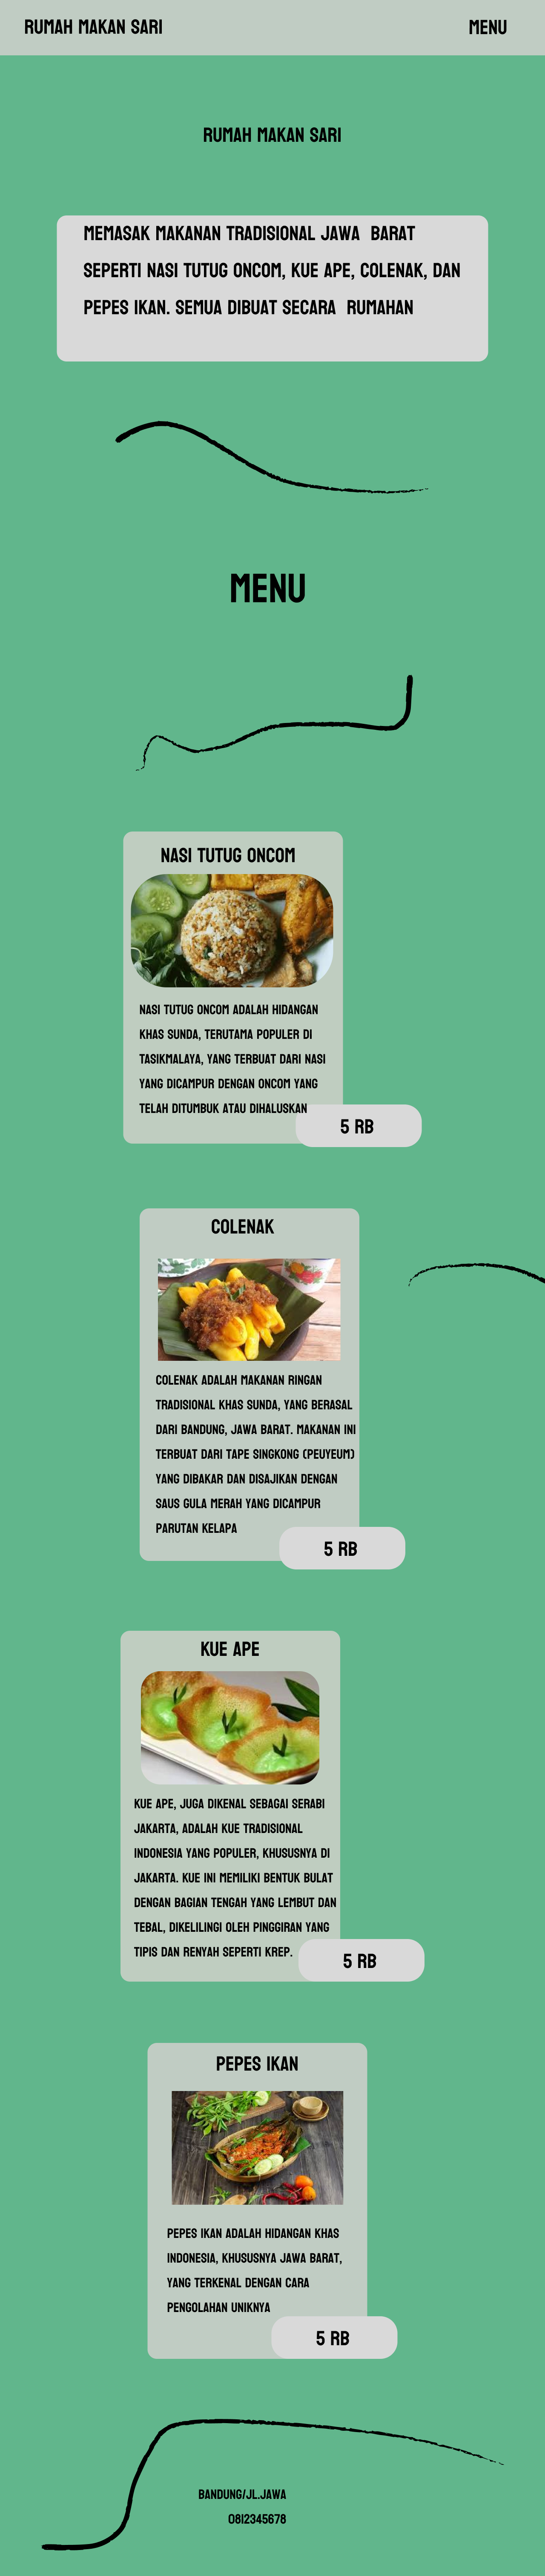 RUMAH MAKAN SARI
MENU
RUMAH MAKAN SARI
MEMASAK MAKANAN TRADISIONAL JAWA BARAT
SEPERTI NASI TUTUG ONCOM, KUE APE, COLENAK, DAN
PEPES IKAN. SEMUA DIBUAT SECARA RUMAHAN
MENU
NASI TUTUG ONCOM
NASI TUTUG ONCOM ADALAH HIDANGAN
KHAS SUNDA, TERUTAMA POPULER DI
TASIKMALAYA, YANG TERBUAT DARI NASI
YANG DICAMPUR DENGAN ONCOM YANG
TELAH DITUMBUK ATAU DIHALUSKAN
5 RB
COLENAK
COLENAK ADALAH MAKANAN RINGAN
TRADISIONAL KHAS SUNDA, YANG BERASAL
DARI BANDUNG, JAWA BARAT. MAKANAN INI
TERBUAT DARI TAPE SINGKONG (PEUYEUM)
YANG DIBAKAR DAN DISAJIKAN DENGAN
SAUS GULA MERAH YANG DICAMPUR
PARUTAN KELAPA
5 RB
KUE APE
KUE APE, JUGA DIKENAL SEBAGAI SERABI
JAKARTA, ADALAH KUE TRADISIONAL
INDONESIA YANG POPULER, KHUSUSNYA DI
JAKARTA. KUE INI MEMILIKI BENTUK BULAT
DENGAN BAGIAN TENGAH YANG LEMBUT DAN
TEBAL, DIKELILINGI OLEH PINGGIRAN YANG
TIPIS DAN RENYAH SEPERTI KREP.
5 RB
PEPES IKAN
PEPES IKAN ADALAH HIDANGAN KHAS
INDONESIA, KHUSUSNYA JAWA BARAT,
YANG TERKENAL DENGAN CARA
PENGOLAHAN UNIKNYA
5 RB
BANDUNG/JL.JAWA
0812345678